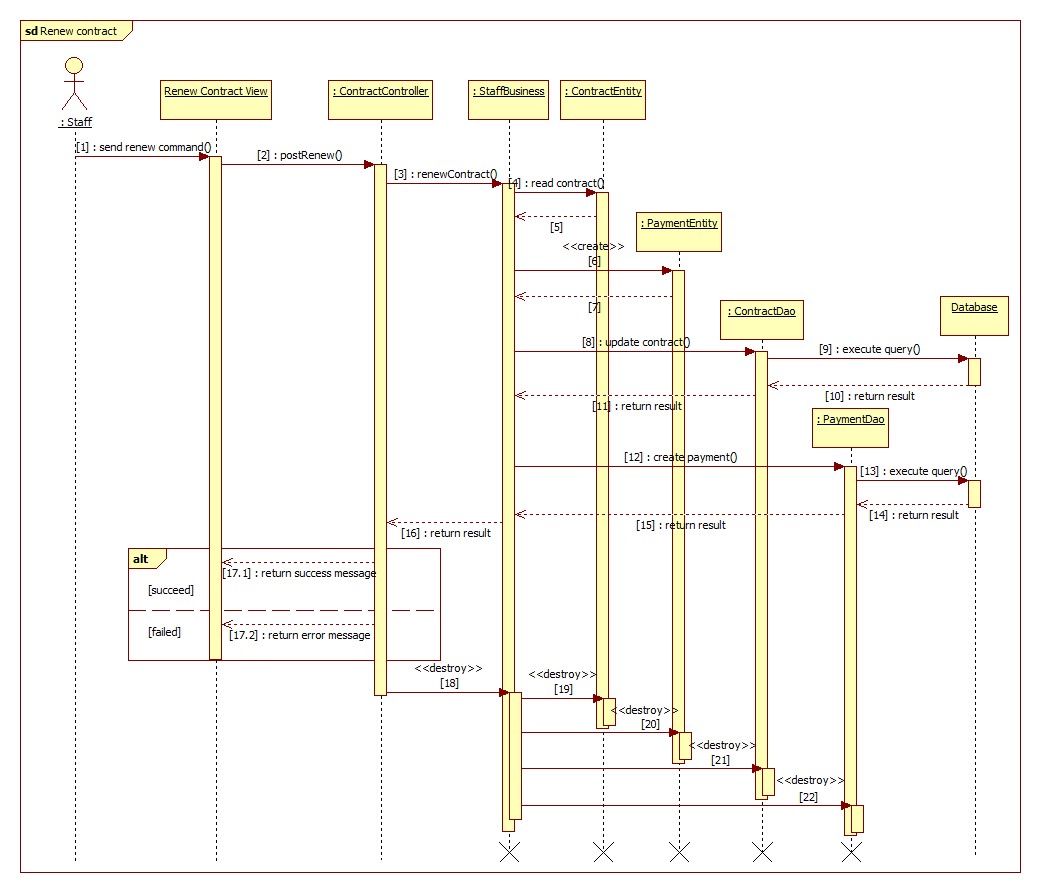 sd Renew contract
: Staff
Renew Contract View
: ContractController
: StaffBusiness
: ContractEntity
[1] : send renew command()
[2] : postRenew()
[3] : renewContract()
[4] : read contract()
[5]
: PaymentEntity
<<create>>
[6]
[7]
: ContractDao
Database
[8] : update contract()
[9] : execute query()
[10] : return result
[11] : return result
: PaymentDao
[12] : create payment()
[13] : execute query()
[14] : return result
[15] : return result
[16] : return result
alt
[17.1] : return success message
[succeed]
[failed]
[17.2] : return error message
<<destroy>>
[18]
<<destroy>>
[19]
<<destroy>>
[20]
<<destroy>>
[21]
<<destroy>>
[22]